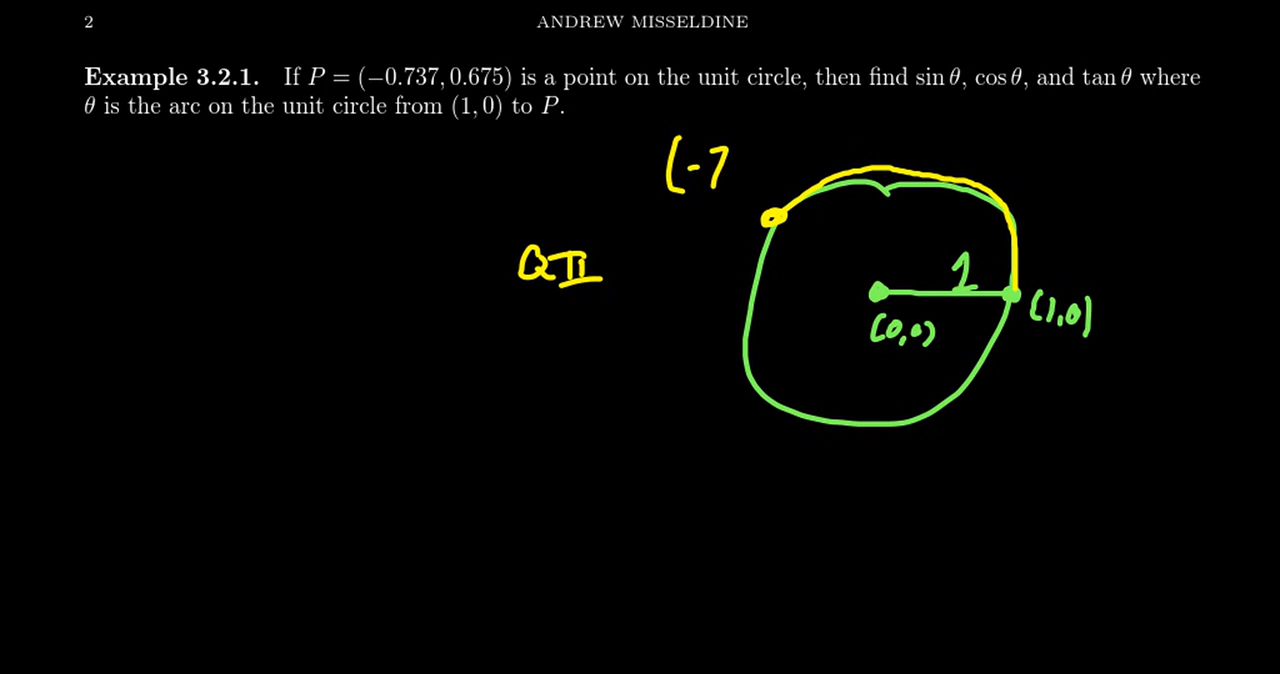 2 ANDREW MISSELDINE
Example 3.2.1. If P = (−0.737, 0.675) is a point on the unit circle, then find sin θ, cos θ, and tan θ where
θ is the arc on the unit circle from (1, 0) to P.
(-7
QII
1
(1,0)
(0,0)